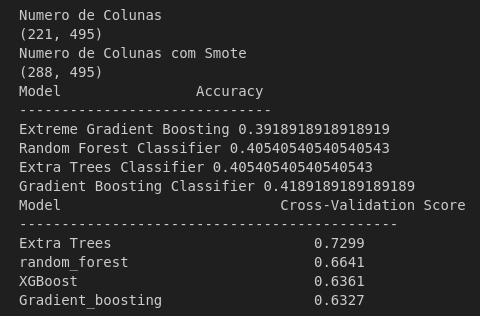 Numero de Colunas
(221, 495)
Numero de Colunas com Smote
(288, 495)
Model                Accuracy
------------------------------
Extreme Gradient Boosting 0.3918918918918919
Random Forest Classifier 0.40540540540540543
Extra Trees Classifier 0.40540540540540543
Gradient Boosting Classifier 0.4189189189189189
Model                          Cross-Validation Score
---------------------------------------------
Extra Trees                        0.7299
random_forest                      0.6641
XGBoost                            0.6361
Gradient_boosting                  0.6327